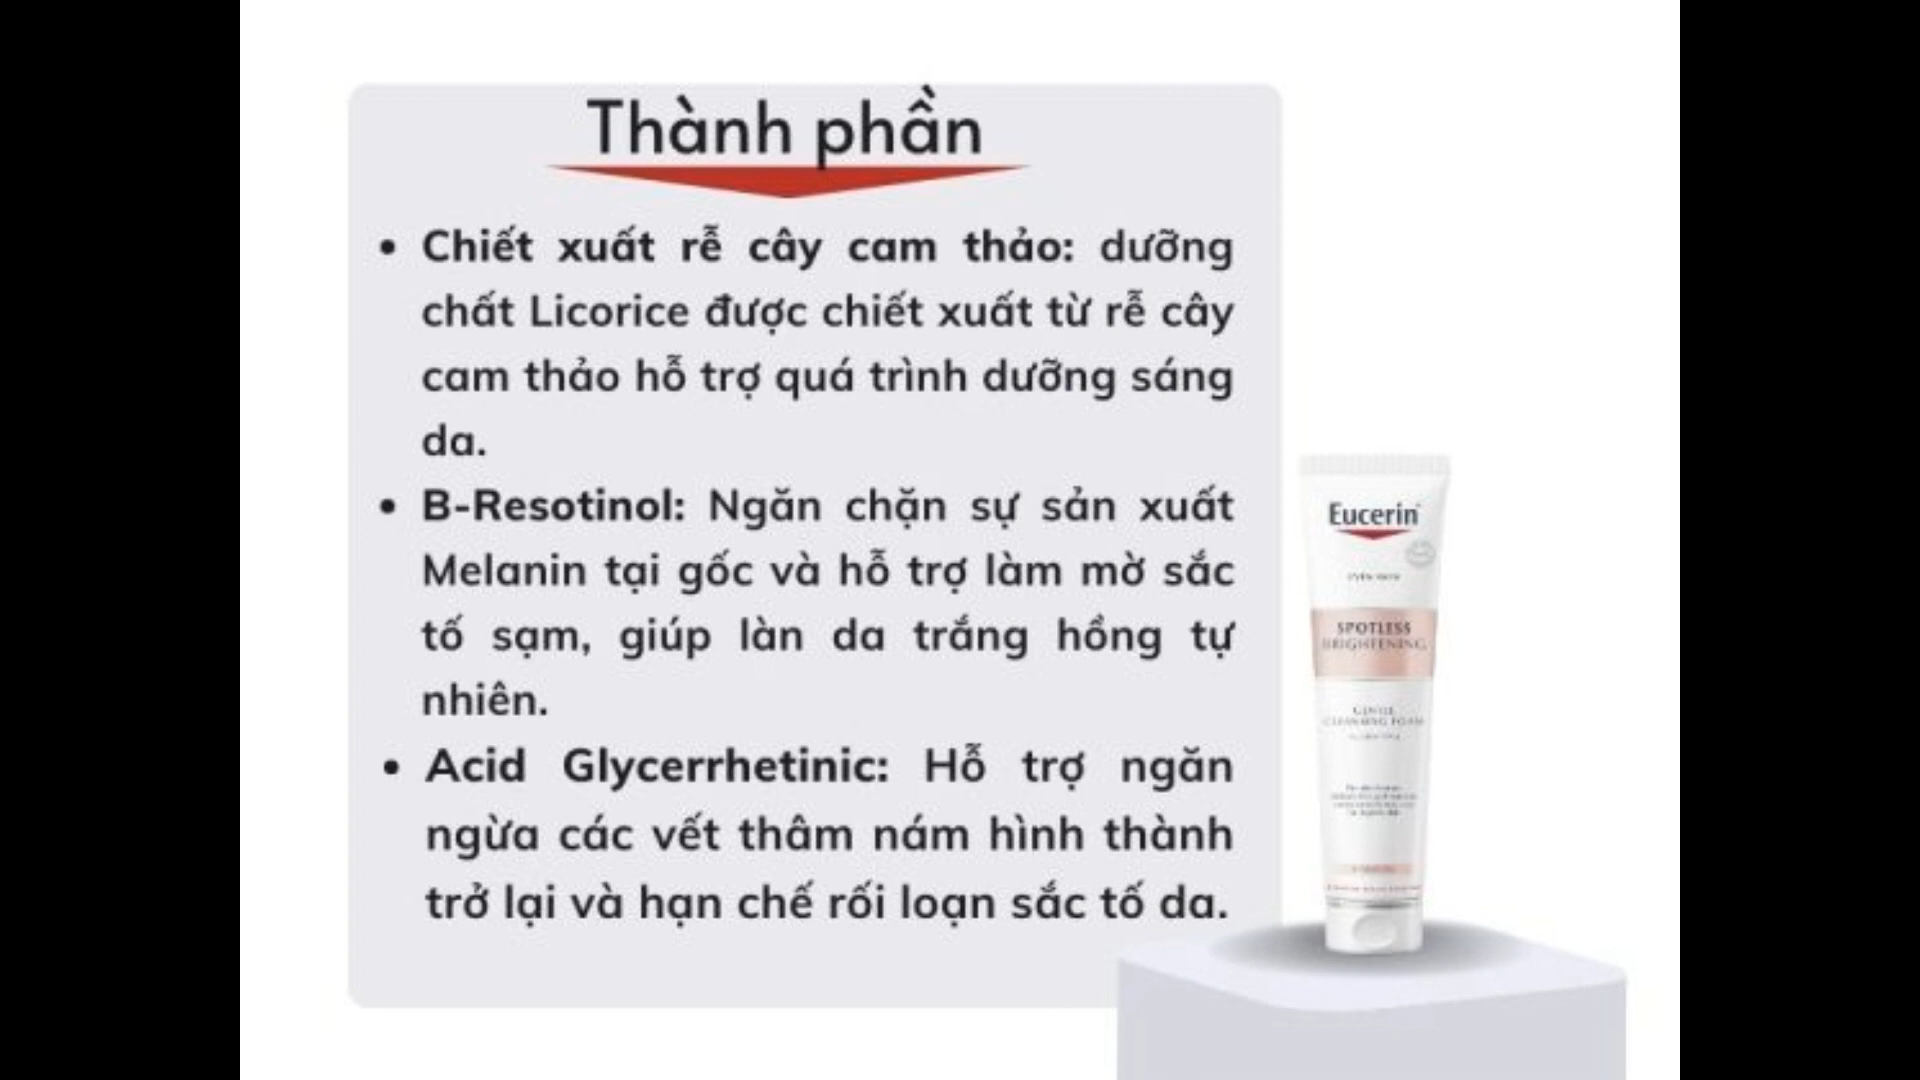 Thành phần
• Chiết xuất rễ cây cam thảo: dưỡng
chất Licorice được chiết xuất từ rễ cây
cam thảo hỗ trợ quá trình dưỡng sáng
da.
• B-Resotinol: Ngăn chặn sự sản xuất
Melanin tại gốc và hỗ trợ làm mờ sắc
tố sạm, giúp làn da trắng hồng tự
nhiên.
• Acid Glycerrhetinic: Hỗ trợ ngăn
ngừa các vết thâm nám hình thành
trở lại và hạn chế rối loạn sắc tố da.
Eucerin
SPOTLESS
BRIGHTENING
GENTLE
CLEANSING FOAM